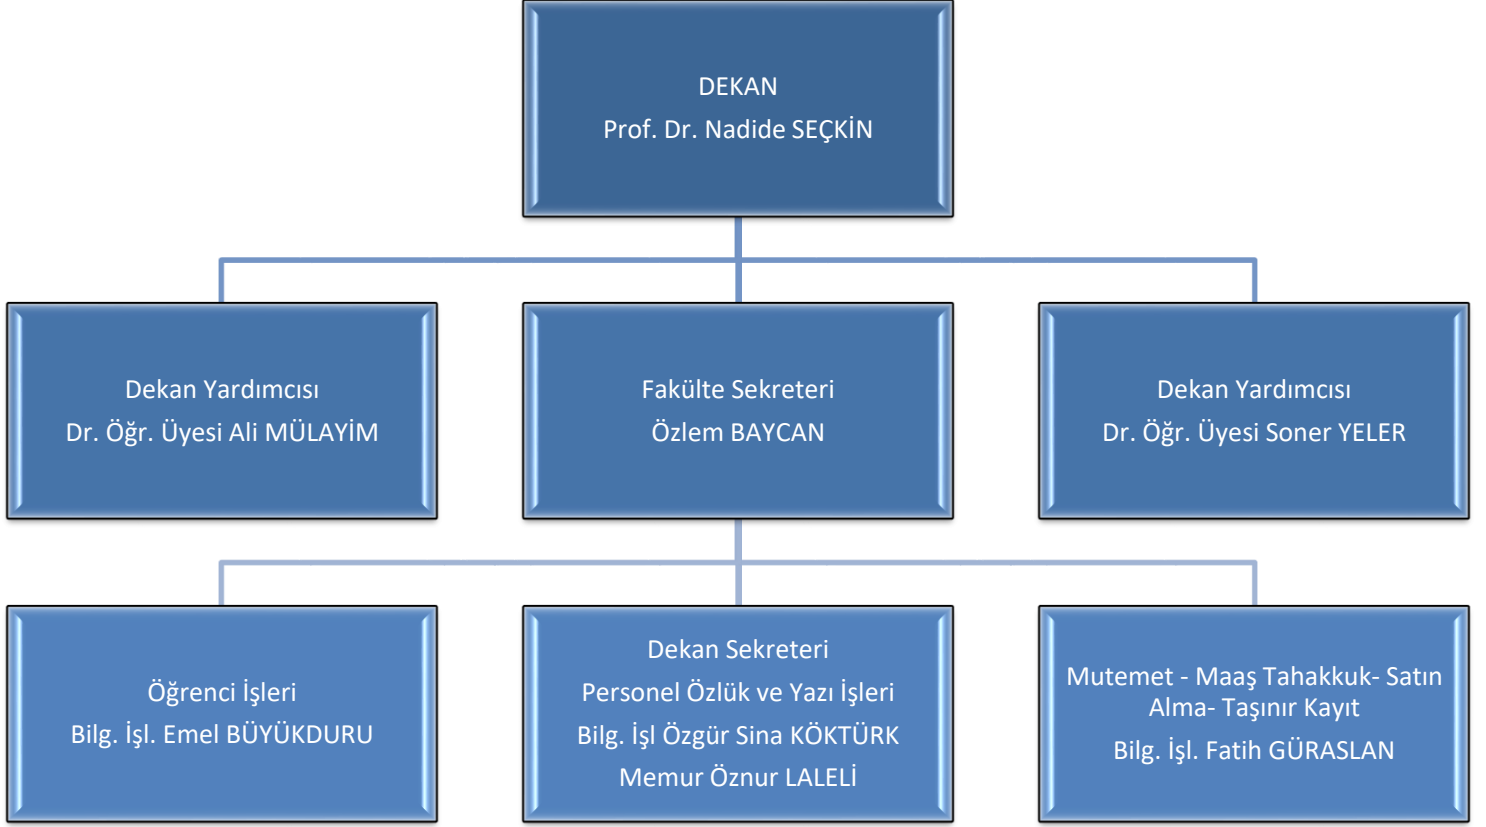 DEKAN
Prof. Dr. Nadide SEÇKİN
Dekan Yardımcısı
Dr. Öğr. Üyesi Ali MÜLAYİM
Fakülte Sekreteri
Özlem BAYCAN
Dekan Yardımcısı
Dr. Öğr. Üyesi Soner YELER
Öğrenci İşleri
Bilg. İşl. Emel BÜYÜKDURU
Dekan Sekreteri
Personel Özlük ve Yazı İşleri
Bilg. İşl Özgür Sina KÖKTÜRK
Memur Öznur LALELİ
Mutemet - Maaş Tahakkuk- Satın
Alma- Taşınır Kayıt
Bilg. İşl. Fatih GÜRASLAN